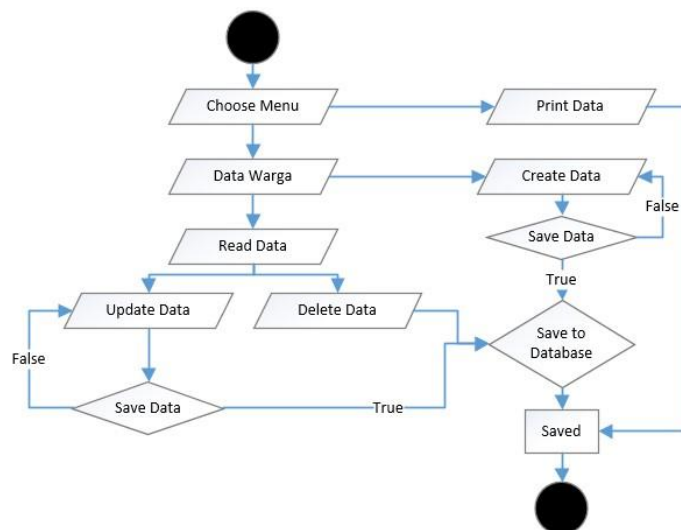 Choose Menu
Print Data
Data Warga
Create Data
False
Read Data
Save Data
True
Update Data
Delete Data
Save to
Database
False
Save Data
True
Saved